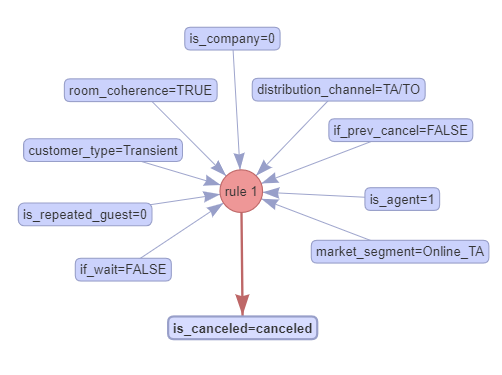 is_company=0
room_coherence=TRUE
distribution_channel=TA/TO
if_prev_cancel=FALSE
customer_type=Transient
rule 1
is_agent=1
is_repeated_guest=0
market_segment=Online_TA
if_wait=FALSE
is_canceled=canceled